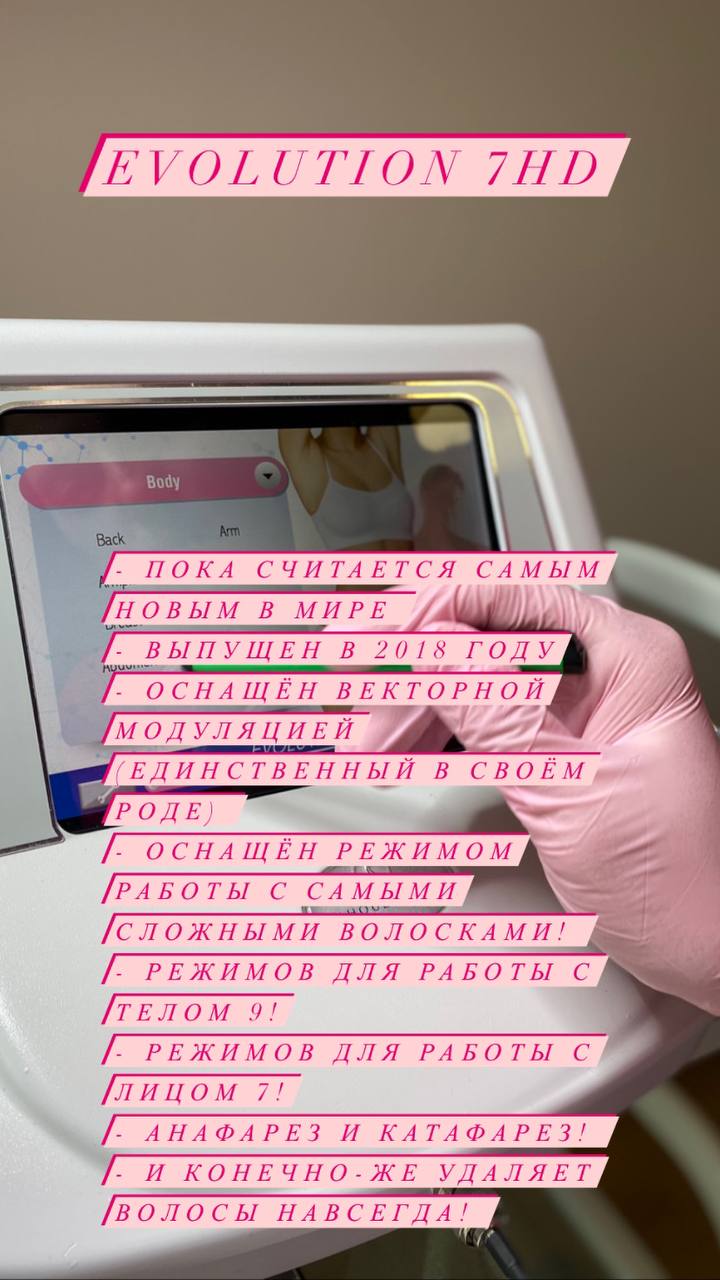 EVOLUTION 7HD
Body
Back Arm
- ПОКА СЧИТАЕТСЯ САМЫМ
НОВЫМ В МИРЕ
- ВЫПУЩЕН В 2018 ГОДУ
- ОСНАЩЁН ВЕКТОРНОЙ
МОДУЛЯЦИЕЙ
(ЕДИНСТВЕННЫЙ В СВОЁМ
РОДЕ)
- ОСНАЩЁН РЕЖИМОМ
РАБОТЫ С САМЫМИ
СЛОЖНЫМИ ВОЛОСКАМИ!
- РЕЖИМОВ ДЛЯ РАБОТЫ С
ТЕЛОМ 9!
- РЕЖИМОВ ДЛЯ РАБОТЫ С
ЛИЦОМ 7!
- АНАФАРЕЗ И КАТАФАРЕЗ!
- И КОНЕЧНО-ЖЕ УДАЛЯЕТ
ВОЛОСЫ НАВСЕГДА!